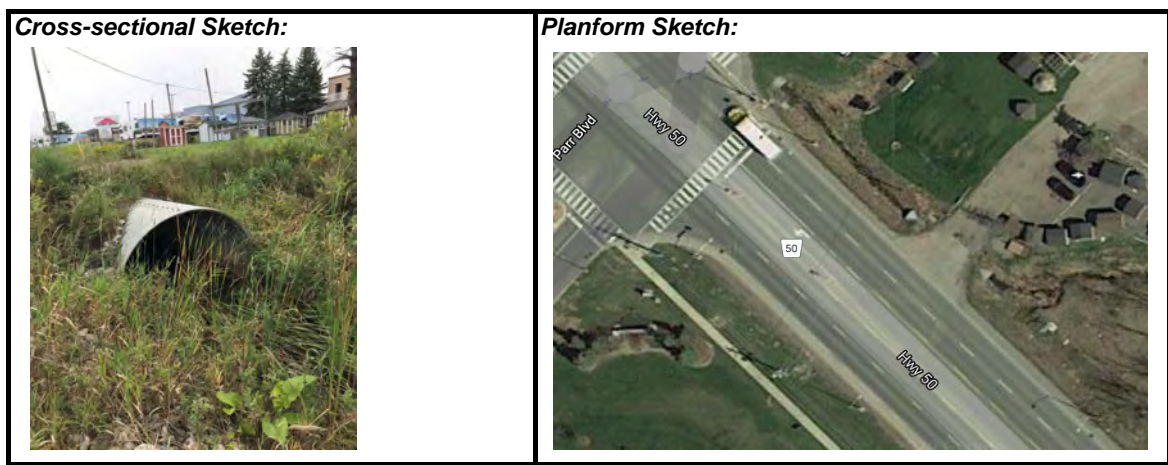 Cross-sectional Sketch:
Planform Sketch:
Hwy 50
Parr Blvd
50
Hwy 50